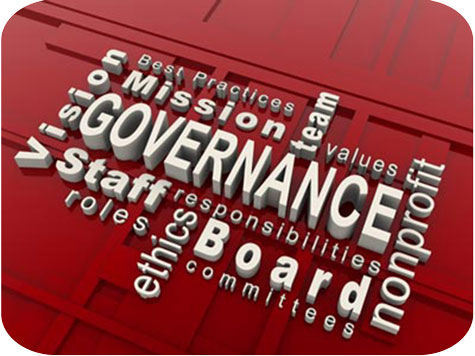 Vision
Best Practices
Mission
team
GOVERNANCE
values
Staff
responsibilities
nonprofit
roles
ethics
Board
committees